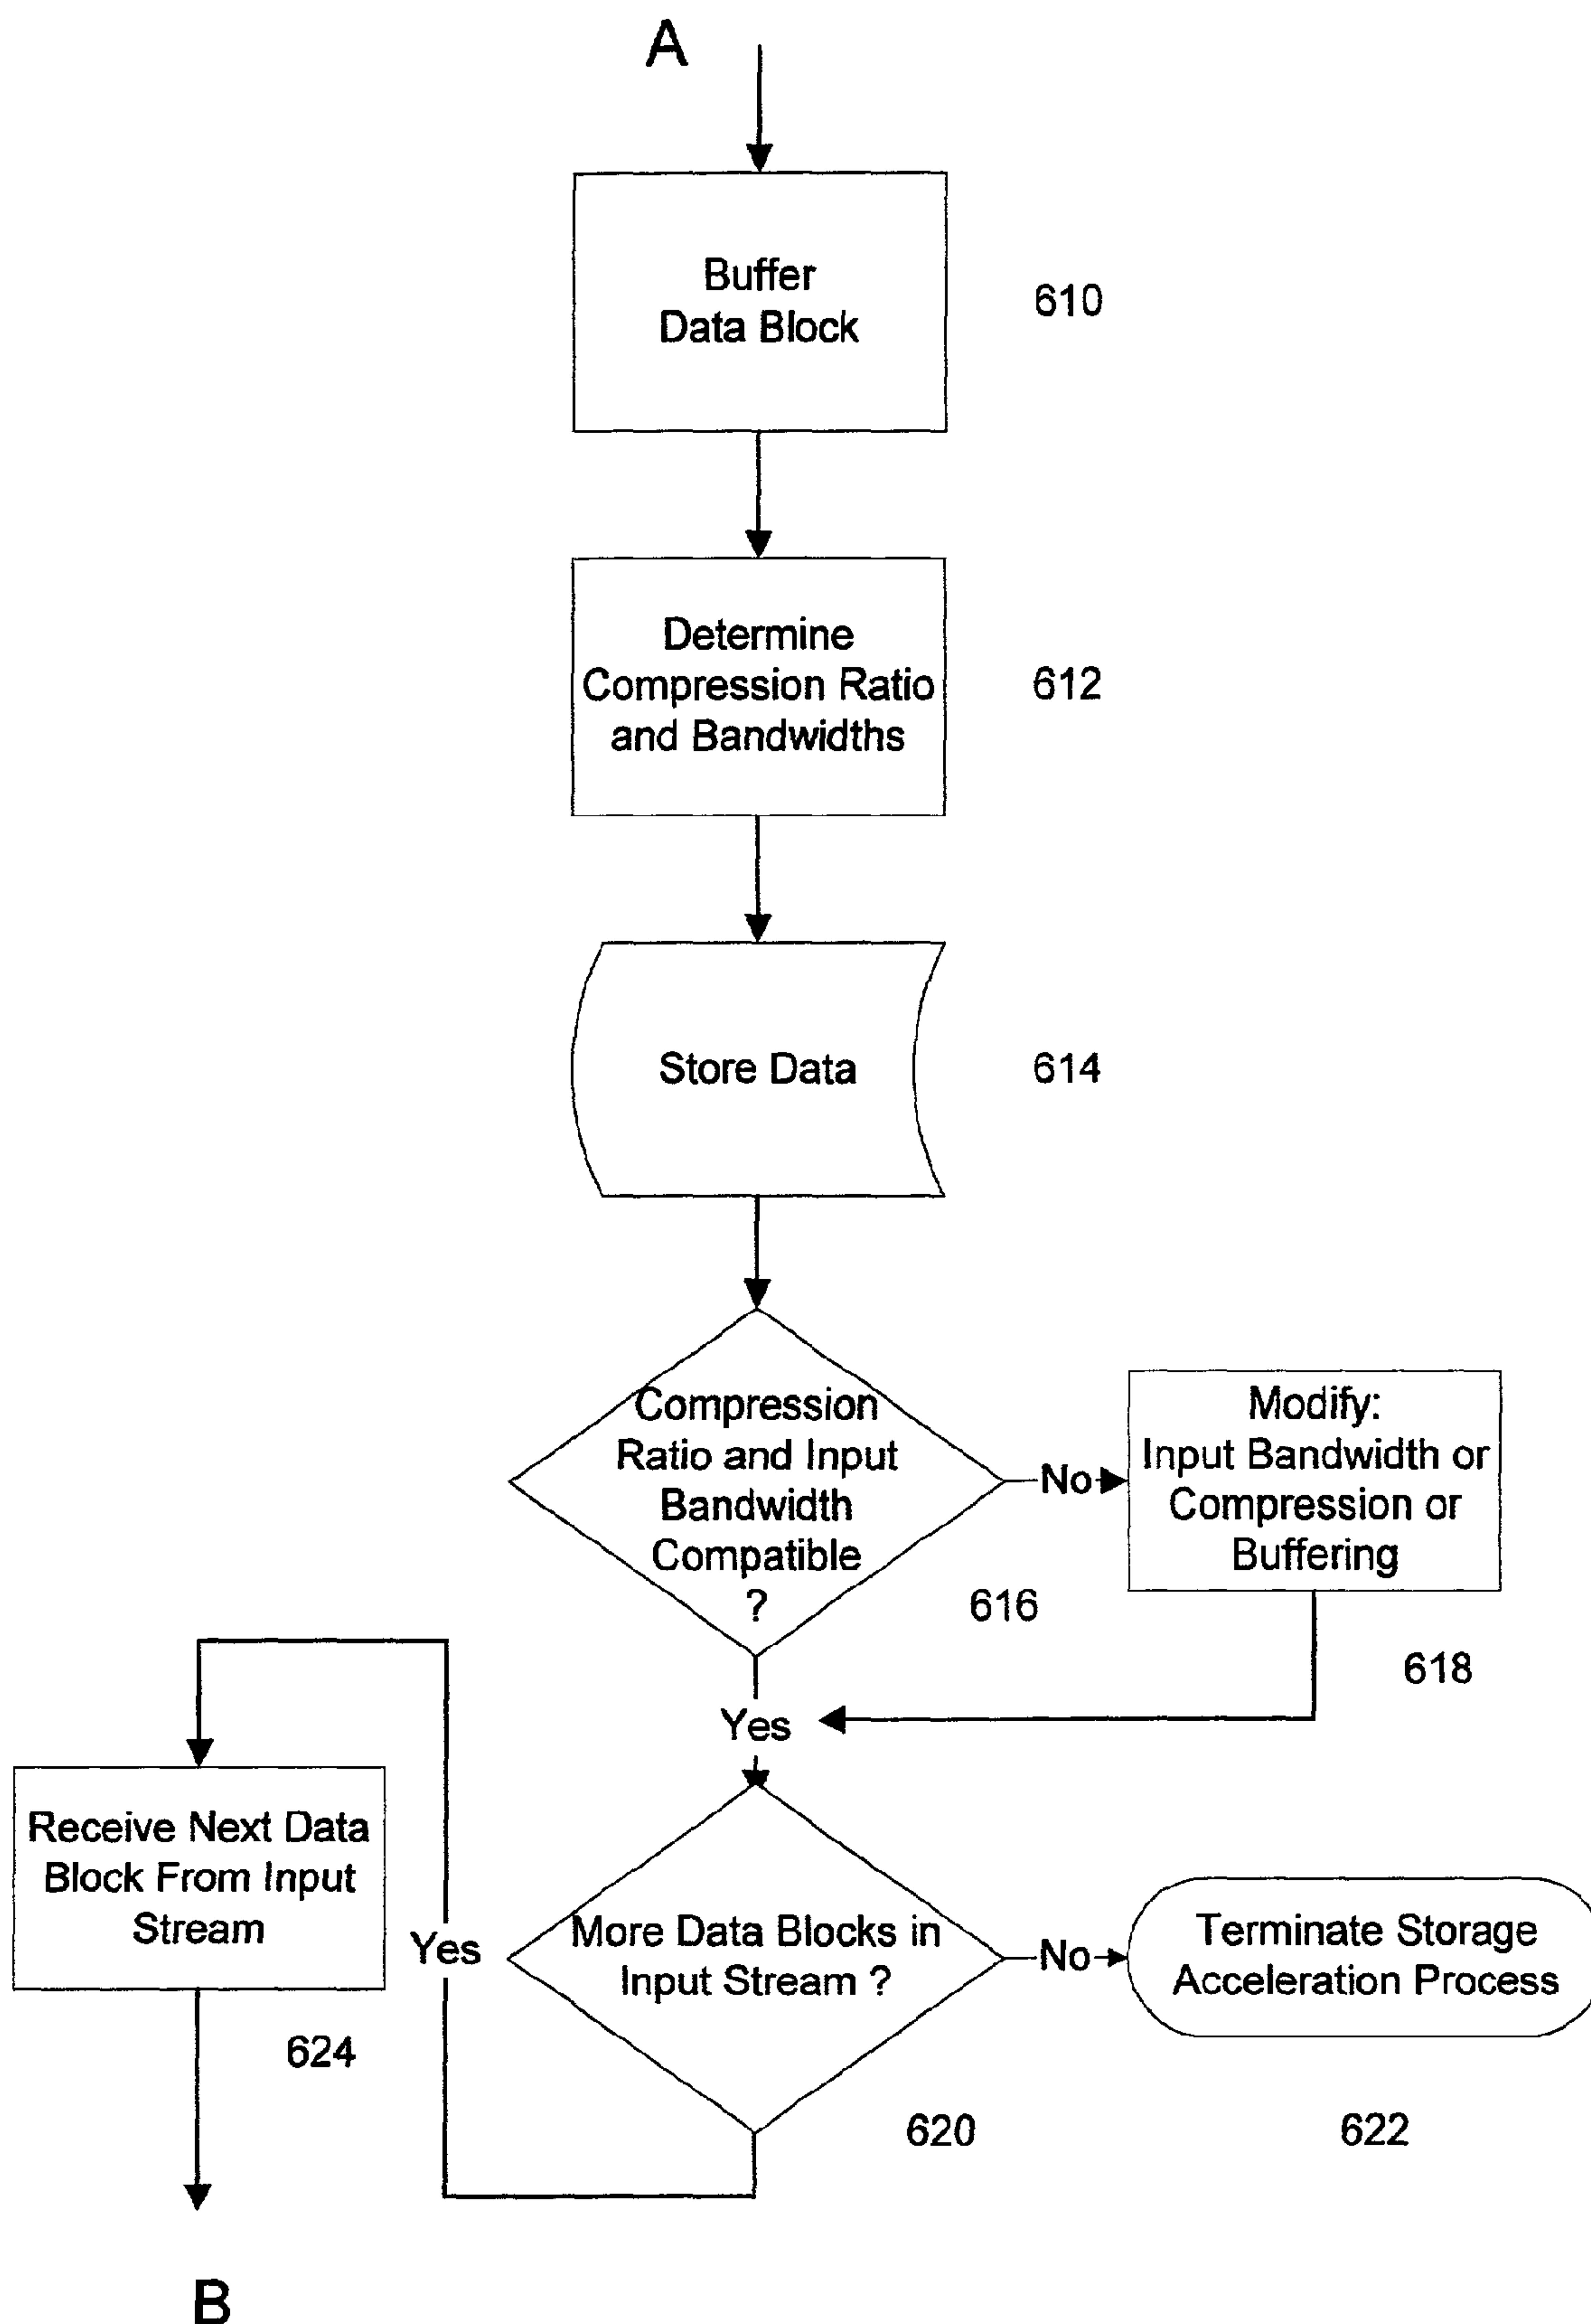 A
Buffer
Data Block
610
Determine
Compression Ratio
and Bandwidths
612
Store Data
614
Compression
Ratio and Input
Bandwidth
Compatible
?
616
No
Modify:
Input Bandwidth or
Compression or
Buffering
618
Yes
More Data Blocks in
Input Stream ?
620
No
Terminate Storage
Acceleration Process
622
Yes
Receive Next Data
Block From Input
Stream
624
B